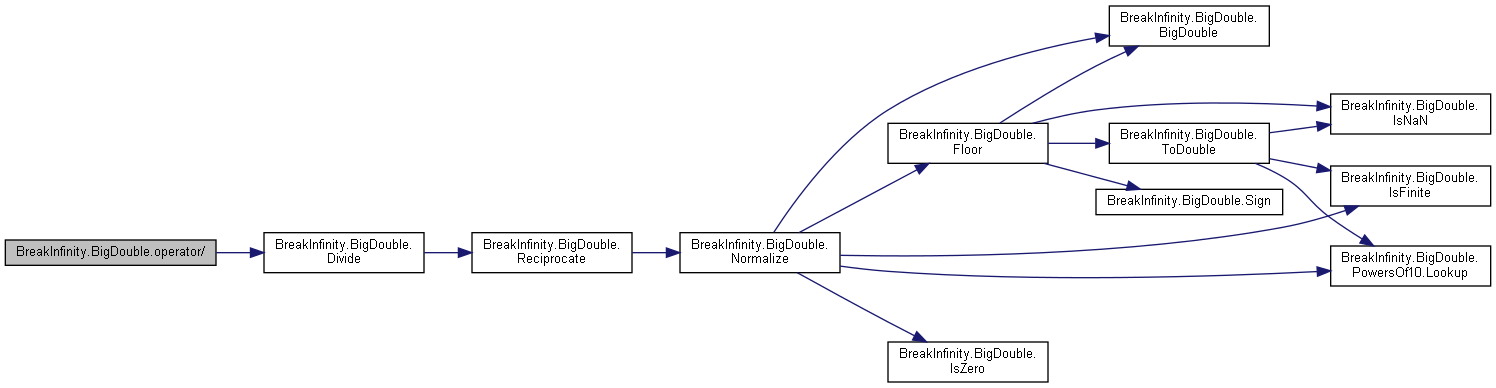 BreakInfinity.BigDouble.operator/
BreakInfinity.BigDouble.
Divide
BreakInfinity.BigDouble.
Reciprocate
BreakInfinity.BigDouble.
Normalize
BreakInfinity.BigDouble.
BigDouble
BreakInfinity.BigDouble.
Floor
BreakInfinity.BigDouble.
IsZero
BreakInfinity.BigDouble.
ToDouble
BreakInfinity.BigDouble.Sign
BreakInfinity.BigDouble.
IsNaN
BreakInfinity.BigDouble.
IsFinite
BreakInfinity.BigDouble.
PowersOf10.Lookup